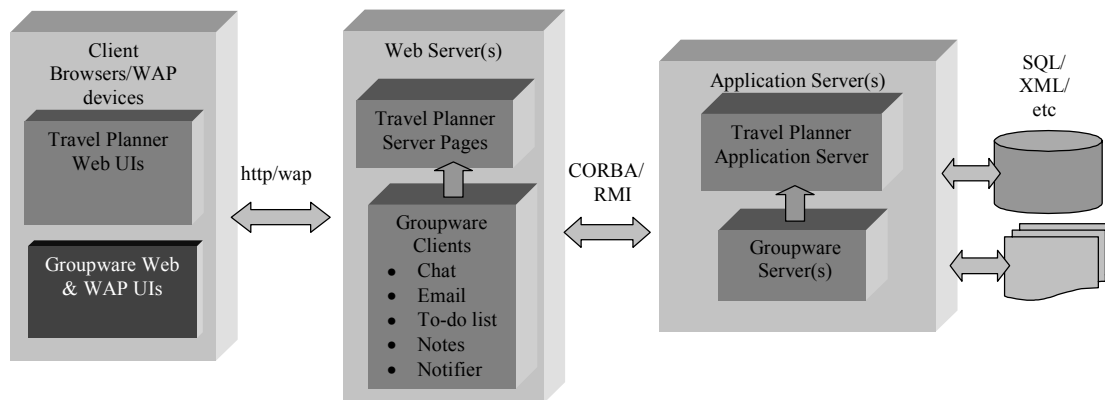 Client
Browsers/WAP
devices
Travel Planner
Web UIs
Groupware Web
& WAP UIs
http/wap
Web Server(s)
Travel Planner
Server Pages
Groupware
Clients
• Chat
• Email
• To-do list
• Notes
• Notifier
CORBA/
RMI
Application Server(s)
Travel Planner
Application Server
Groupware
Server(s)
SQL/
XML/
etc